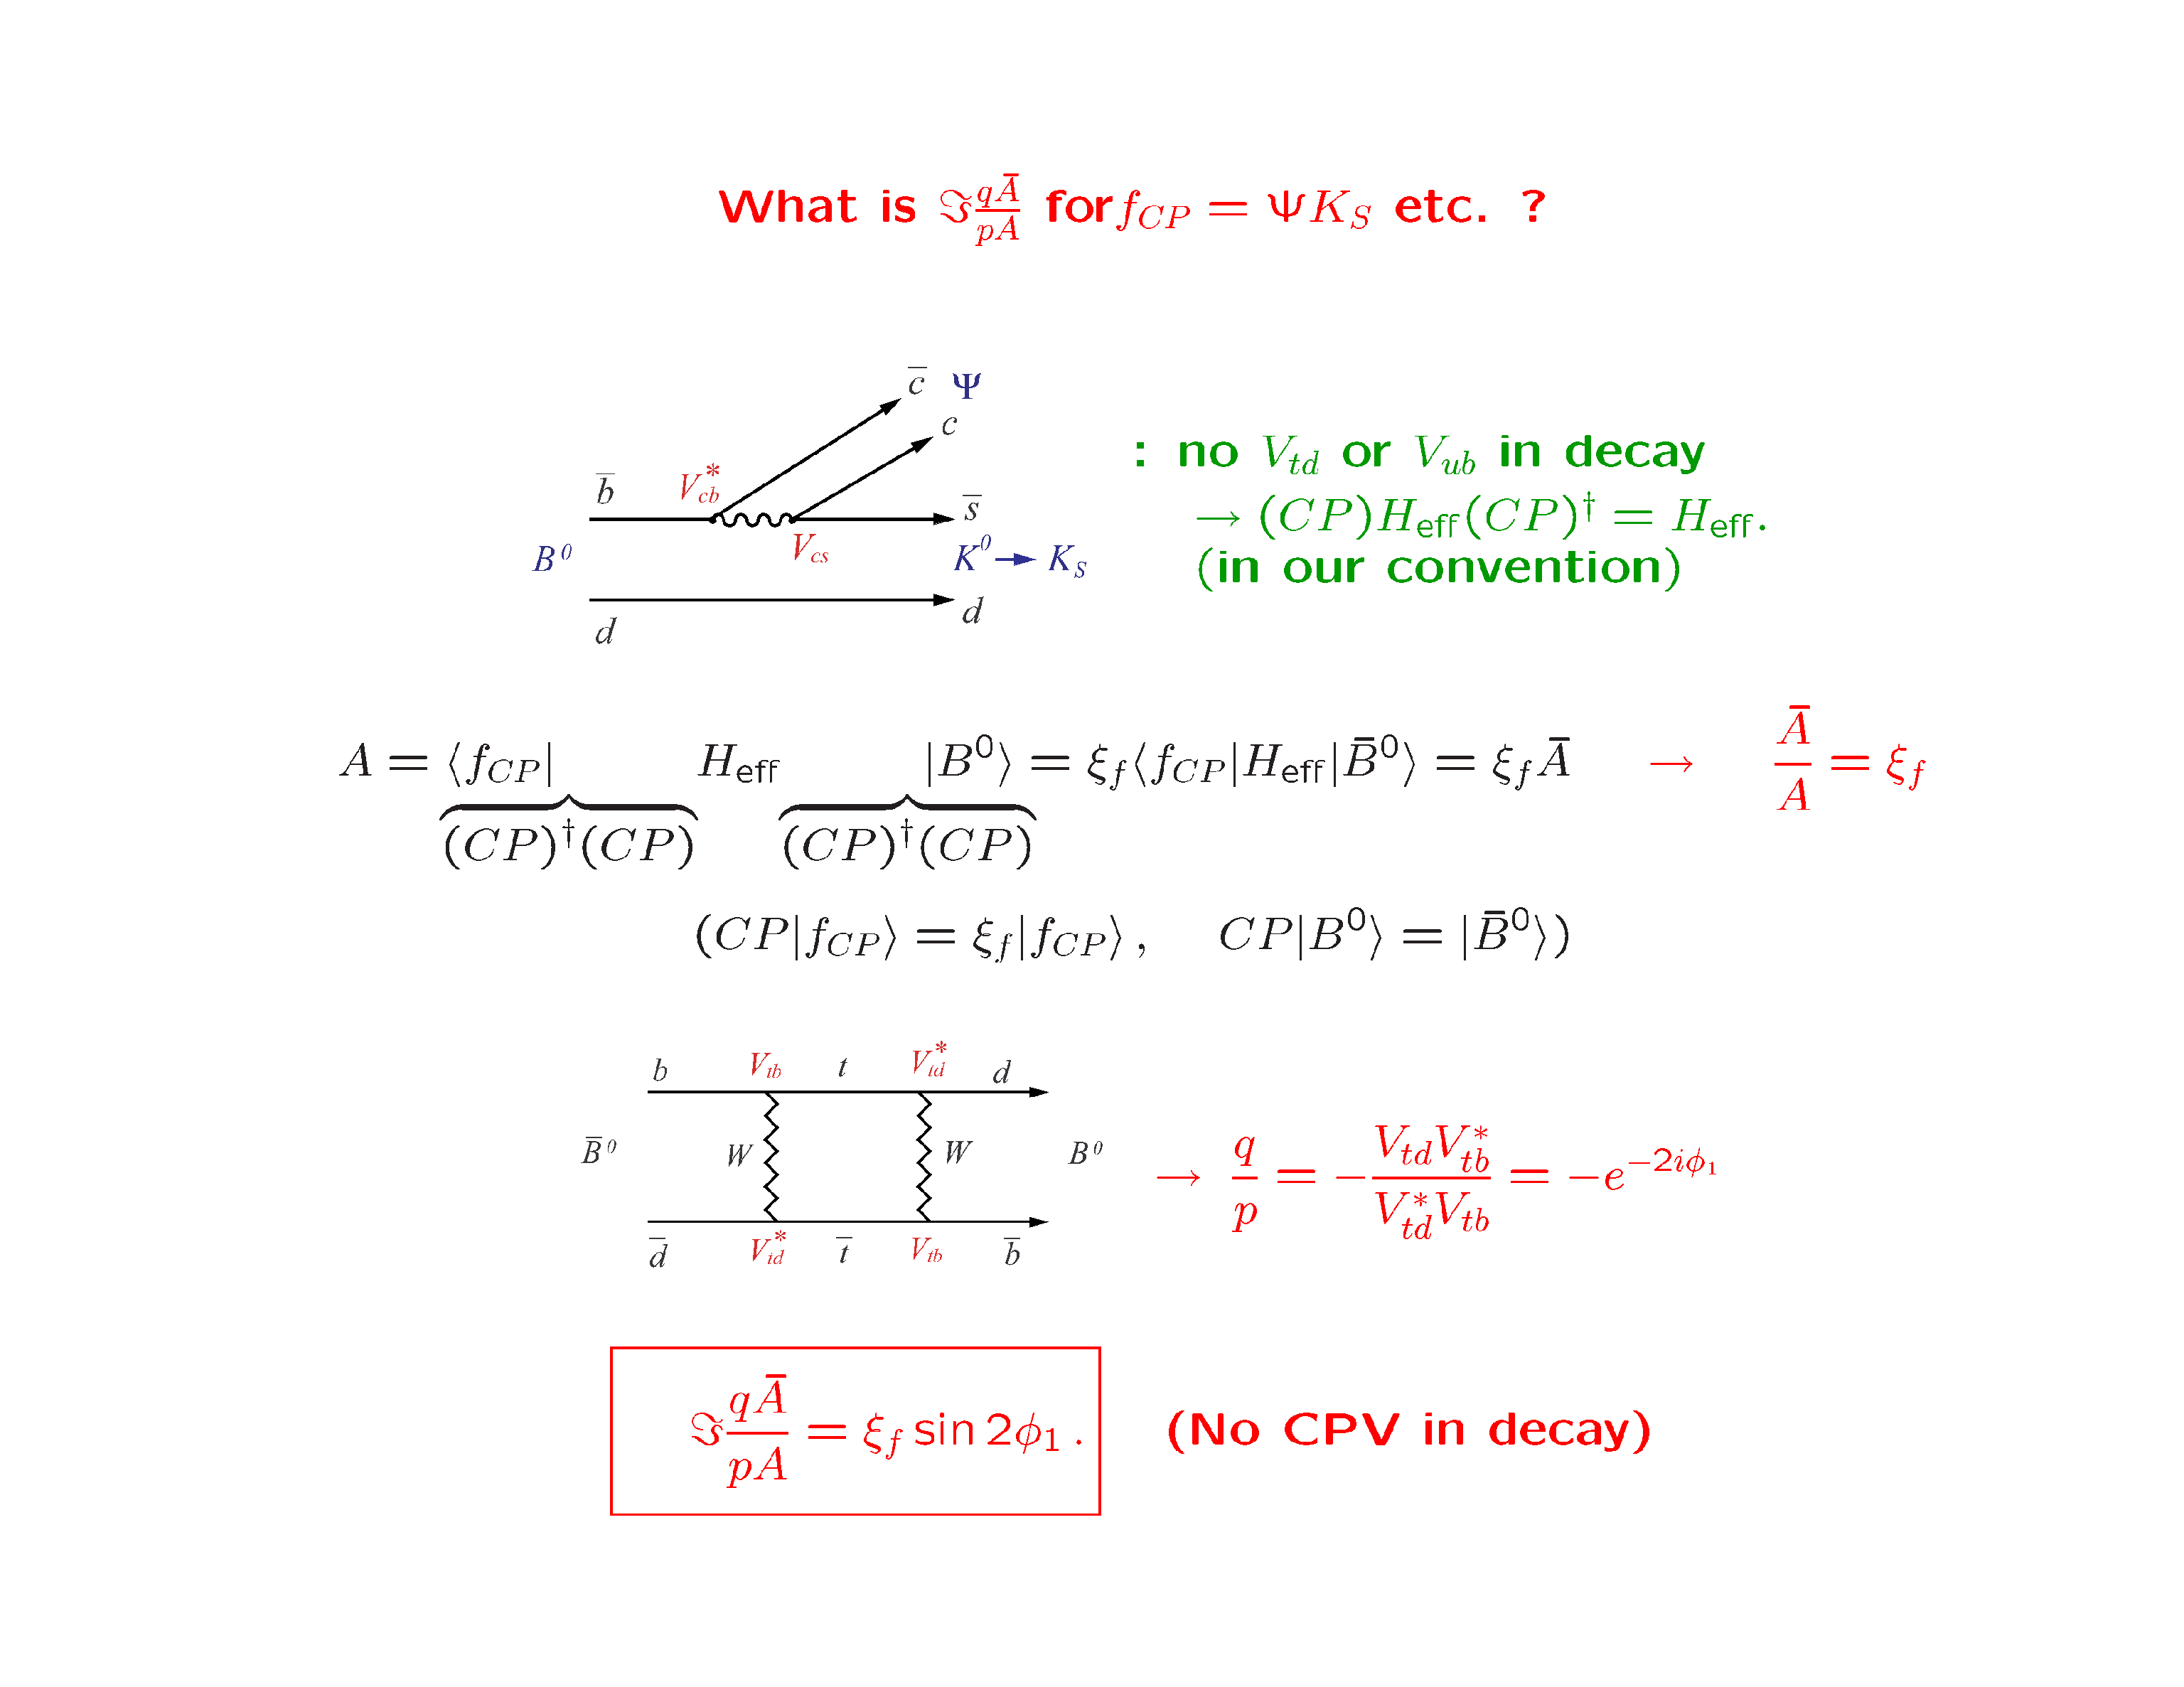 What is ℑ qĀ/pA for f_CP = ΨK_S etc. ?
c̄ Ψ
c
b̄ V*_cb s̄
B⁰ V_cs K⁰ → K_S
d d
: no V_td or V_ub in decay
→ (CP)H_eff(CP)† = H_eff.
(in our convention)
A = ⟨f_CP| H_eff |B⁰⟩ = ξ_f⟨f_CP|H_eff|B̄⁰⟩ = ξ_f Ā → Ā/A = ξ_f
(CP)†(CP) (CP)†(CP)
(CP|f_CP⟩ = ξ_f|f_CP⟩ , CP|B⁰⟩ = |B̄⁰⟩)
b V_tb t V*_td d
B̄⁰ W W B⁰
d̄ V*_td t̄ V_tb b̄
→ q/p = − V_td V*_tb / V*_td V_tb = −e^{−2iϕ₁}
ℑ qĀ/pA = ξ_f sin 2ϕ₁ . (No CPV in decay)